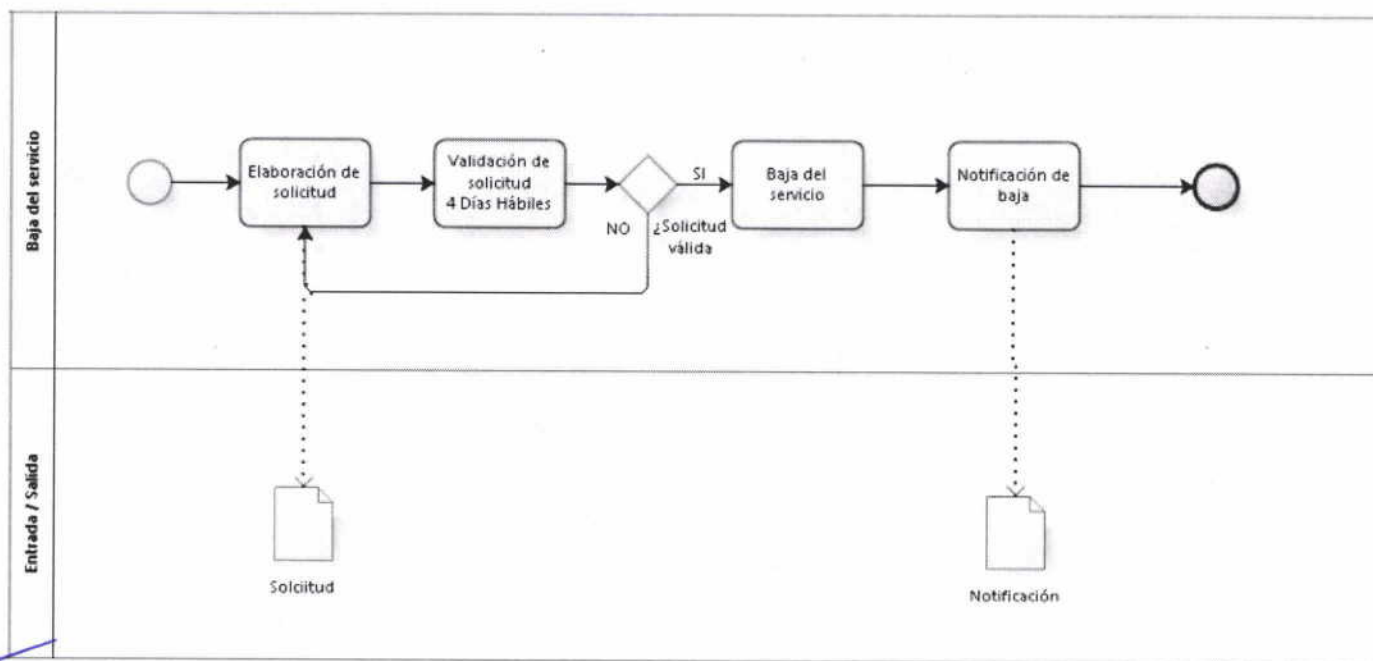 Baja del servicio
Elaboración de
solicitud
Validación de
solicitud
4 Días Hábiles
SI
NO
¿Solicitud
válida
Baja del
servicio
Notificación de
baja
Entrada / Salida
Solciitud
Notificación